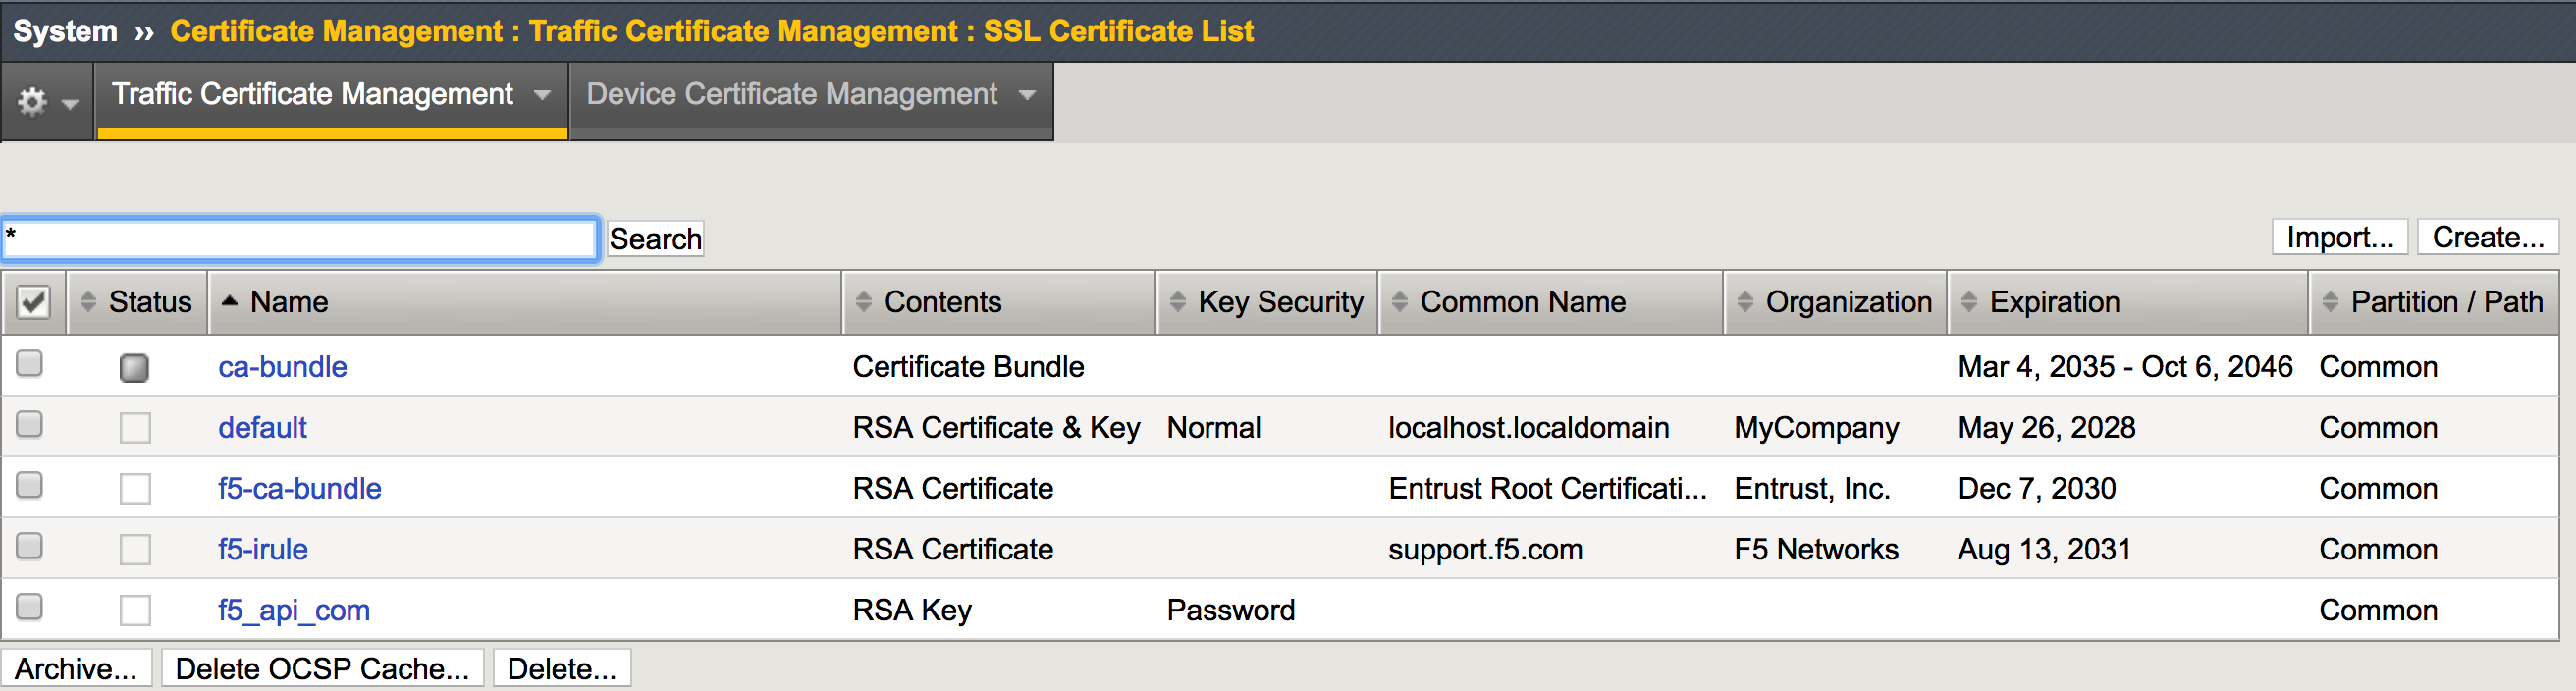 System » Certificate Management : Traffic Certificate Management : SSL Certificate List
Traffic Certificate Management Device Certificate Management
* Search Import... Create...
Status Name Contents Key Security Common Name Organization Expiration Partition / Path
ca-bundle Certificate Bundle Mar 4, 2035 - Oct 6, 2046 Common
default RSA Certificate & Key Normal localhost.localdomain MyCompany May 26, 2028 Common
f5-ca-bundle RSA Certificate Entrust Root Certificati... Entrust, Inc. Dec 7, 2030 Common
f5-irule RSA Certificate support.f5.com F5 Networks Aug 13, 2031 Common
f5_api_com RSA Key Password Common
Archive... Delete OCSP Cache... Delete...